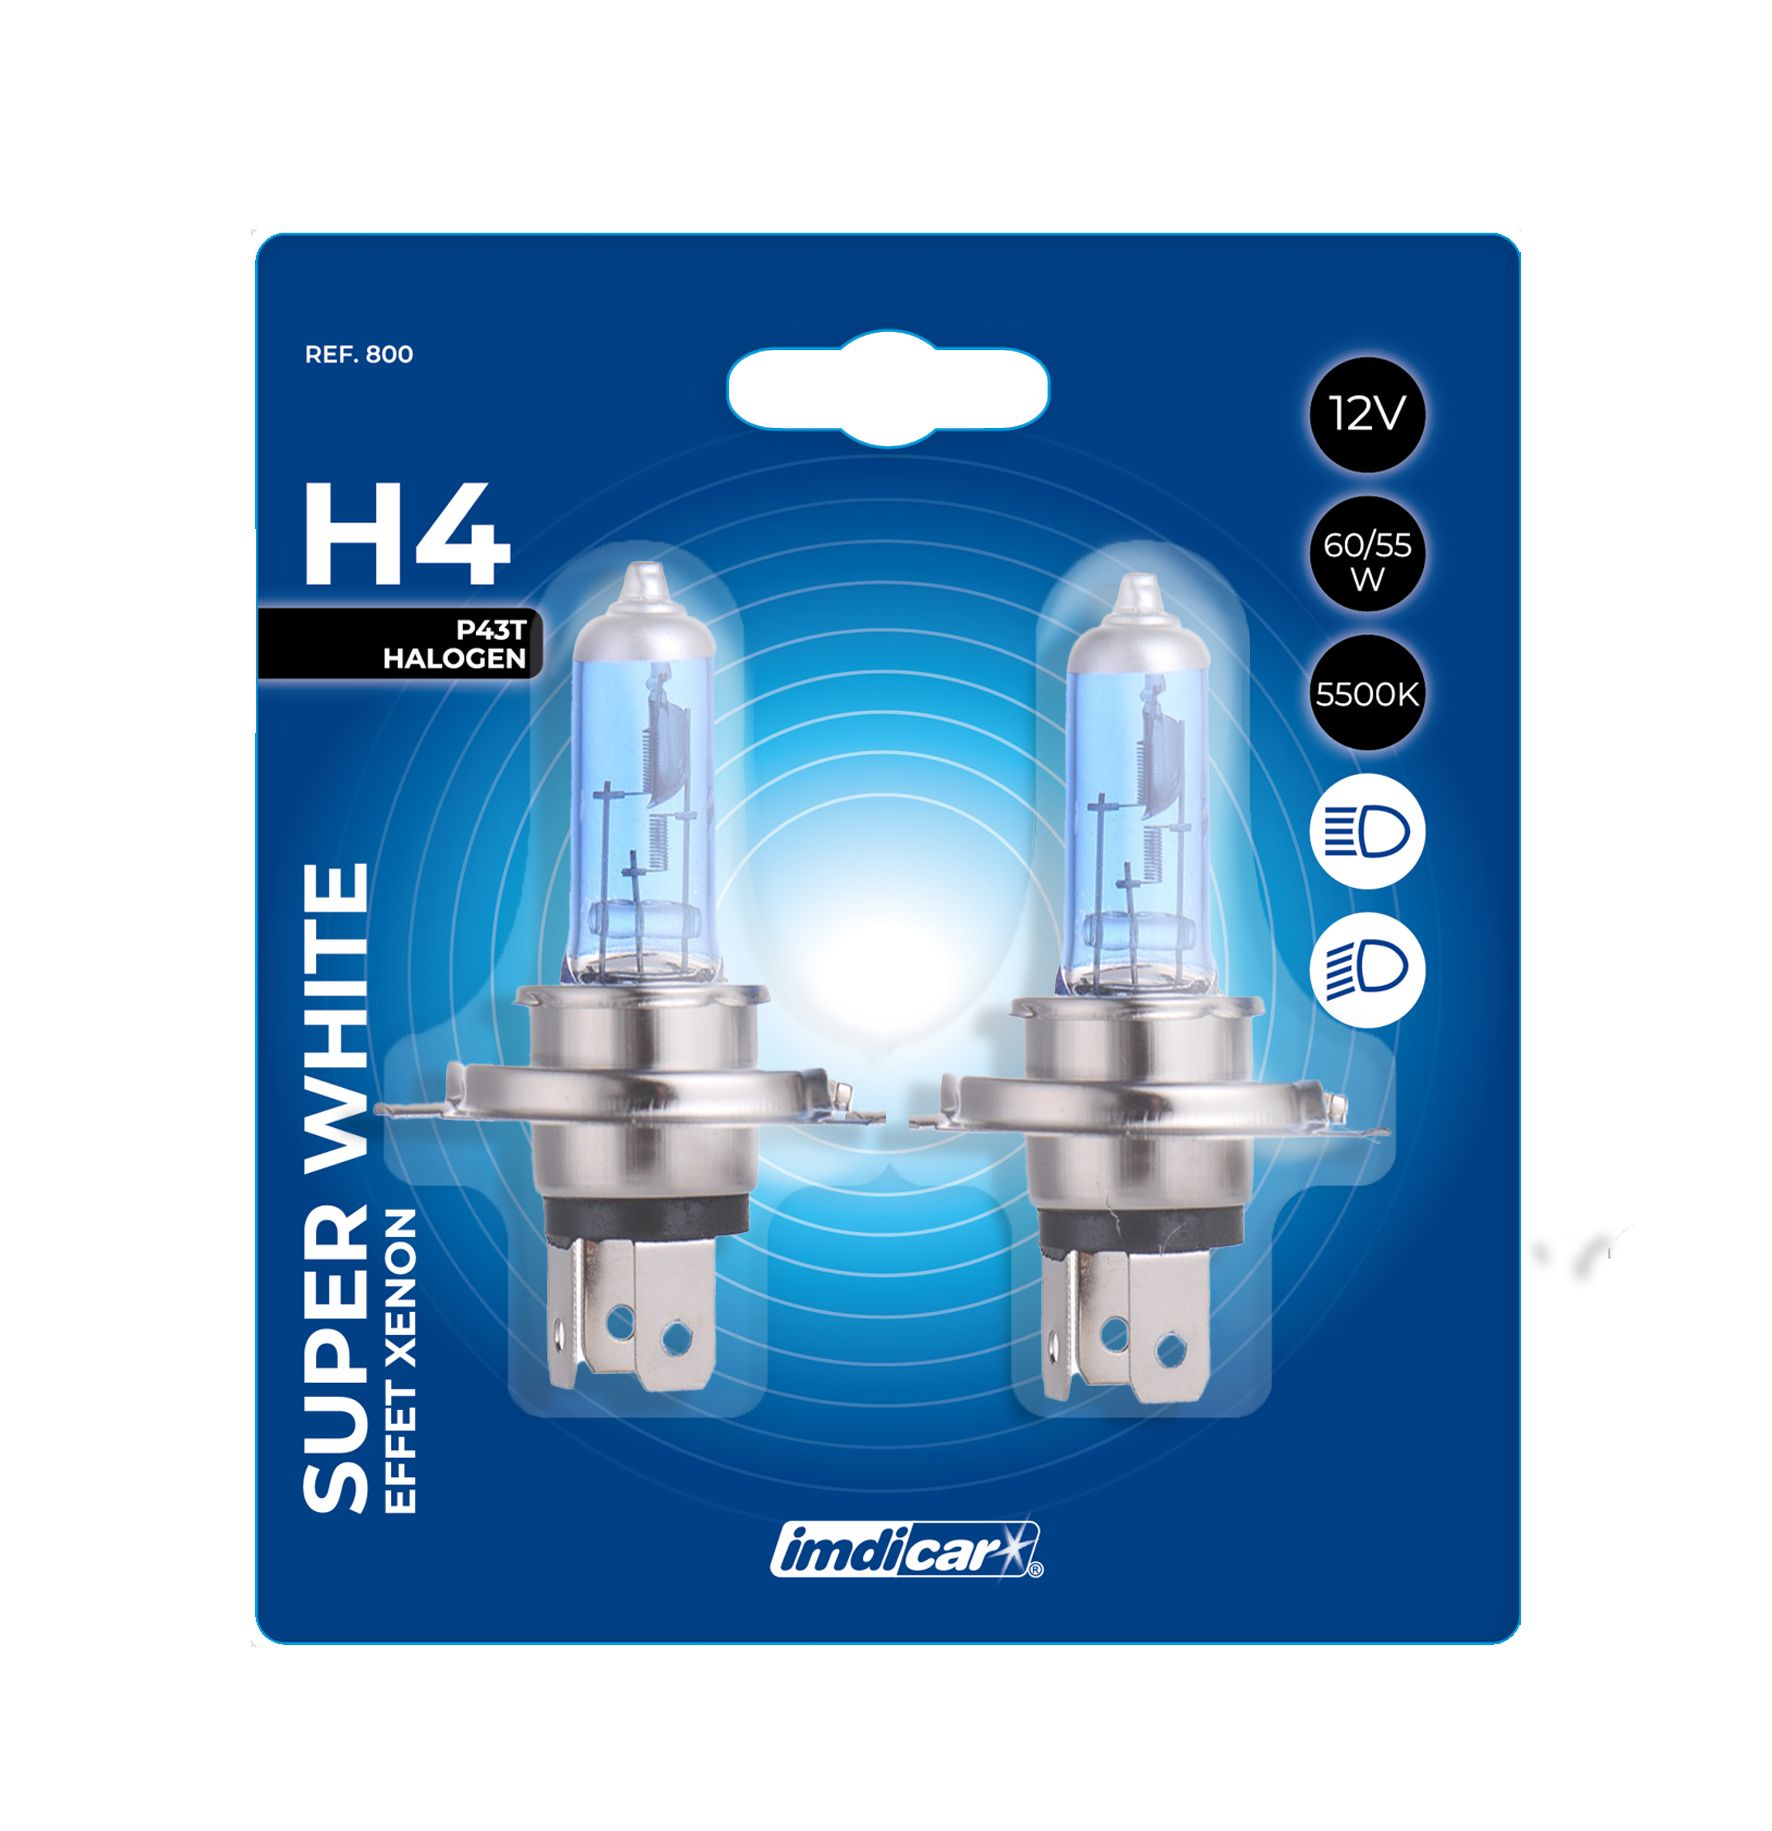 REF. 800
H4
P43T
HALOGEN
SUPER WHITE
EFFET XENON
12V
60/55
W
5500K
imdicar®